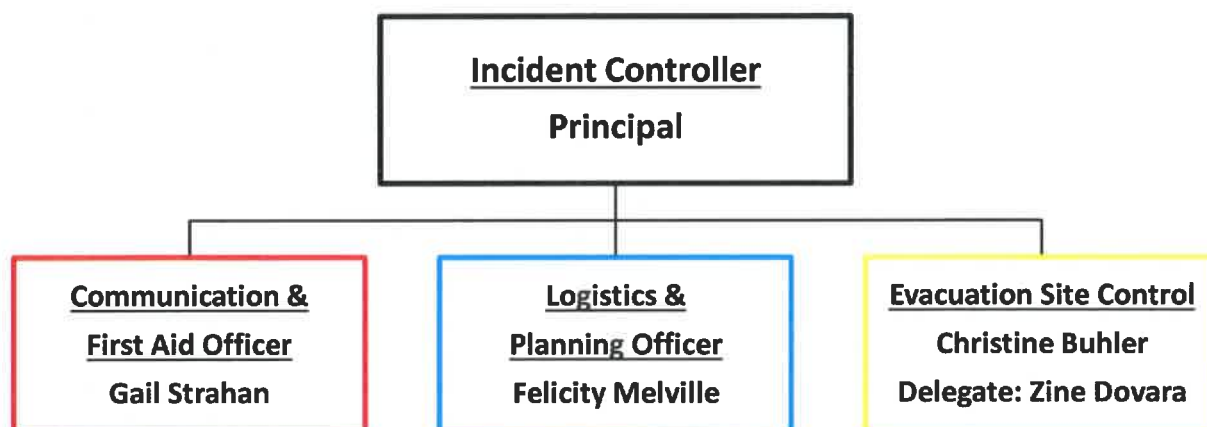 Incident Controller
Principal
Communication &
First Aid Officer
Gail Strahan
Logistics &
Planning Officer
Felicity Melville
Evacuation Site Control
Christine Buhler
Delegate: Zine Dovara